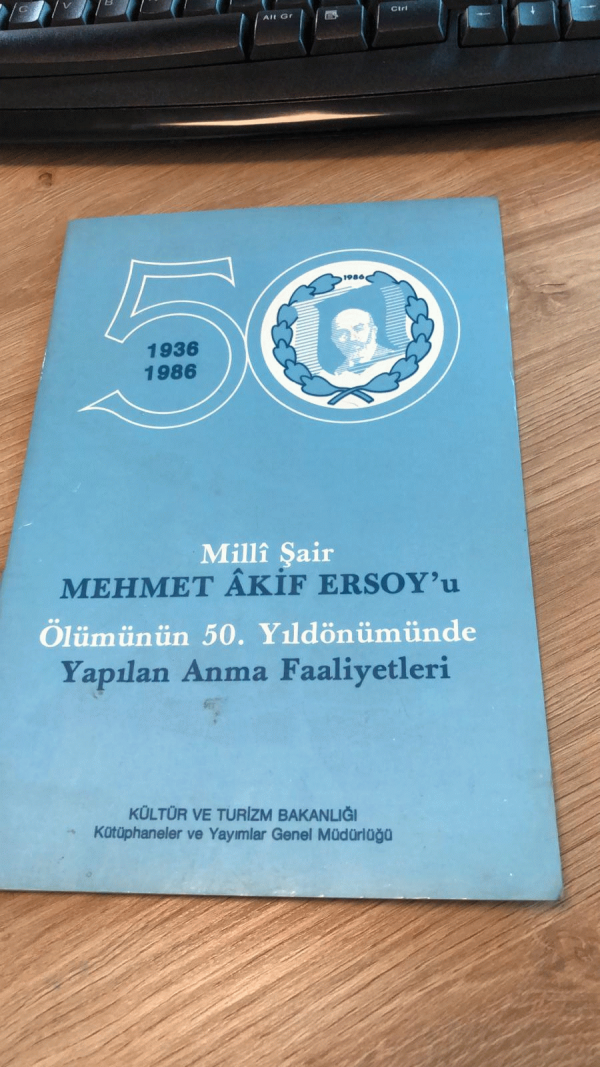 C V B
Alt Gr
Ctrl
50
1936
1986
1986
Millî Şair
MEHMET ÂKİF ERSOY'u
Ölümünün 50. Yıldönümünde
Yapılan Anma Faaliyetleri
KÜLTÜR VE TURİZM BAKANLIĞI
Kütüphaneler ve Yayımlar Genel Müdürlüğü